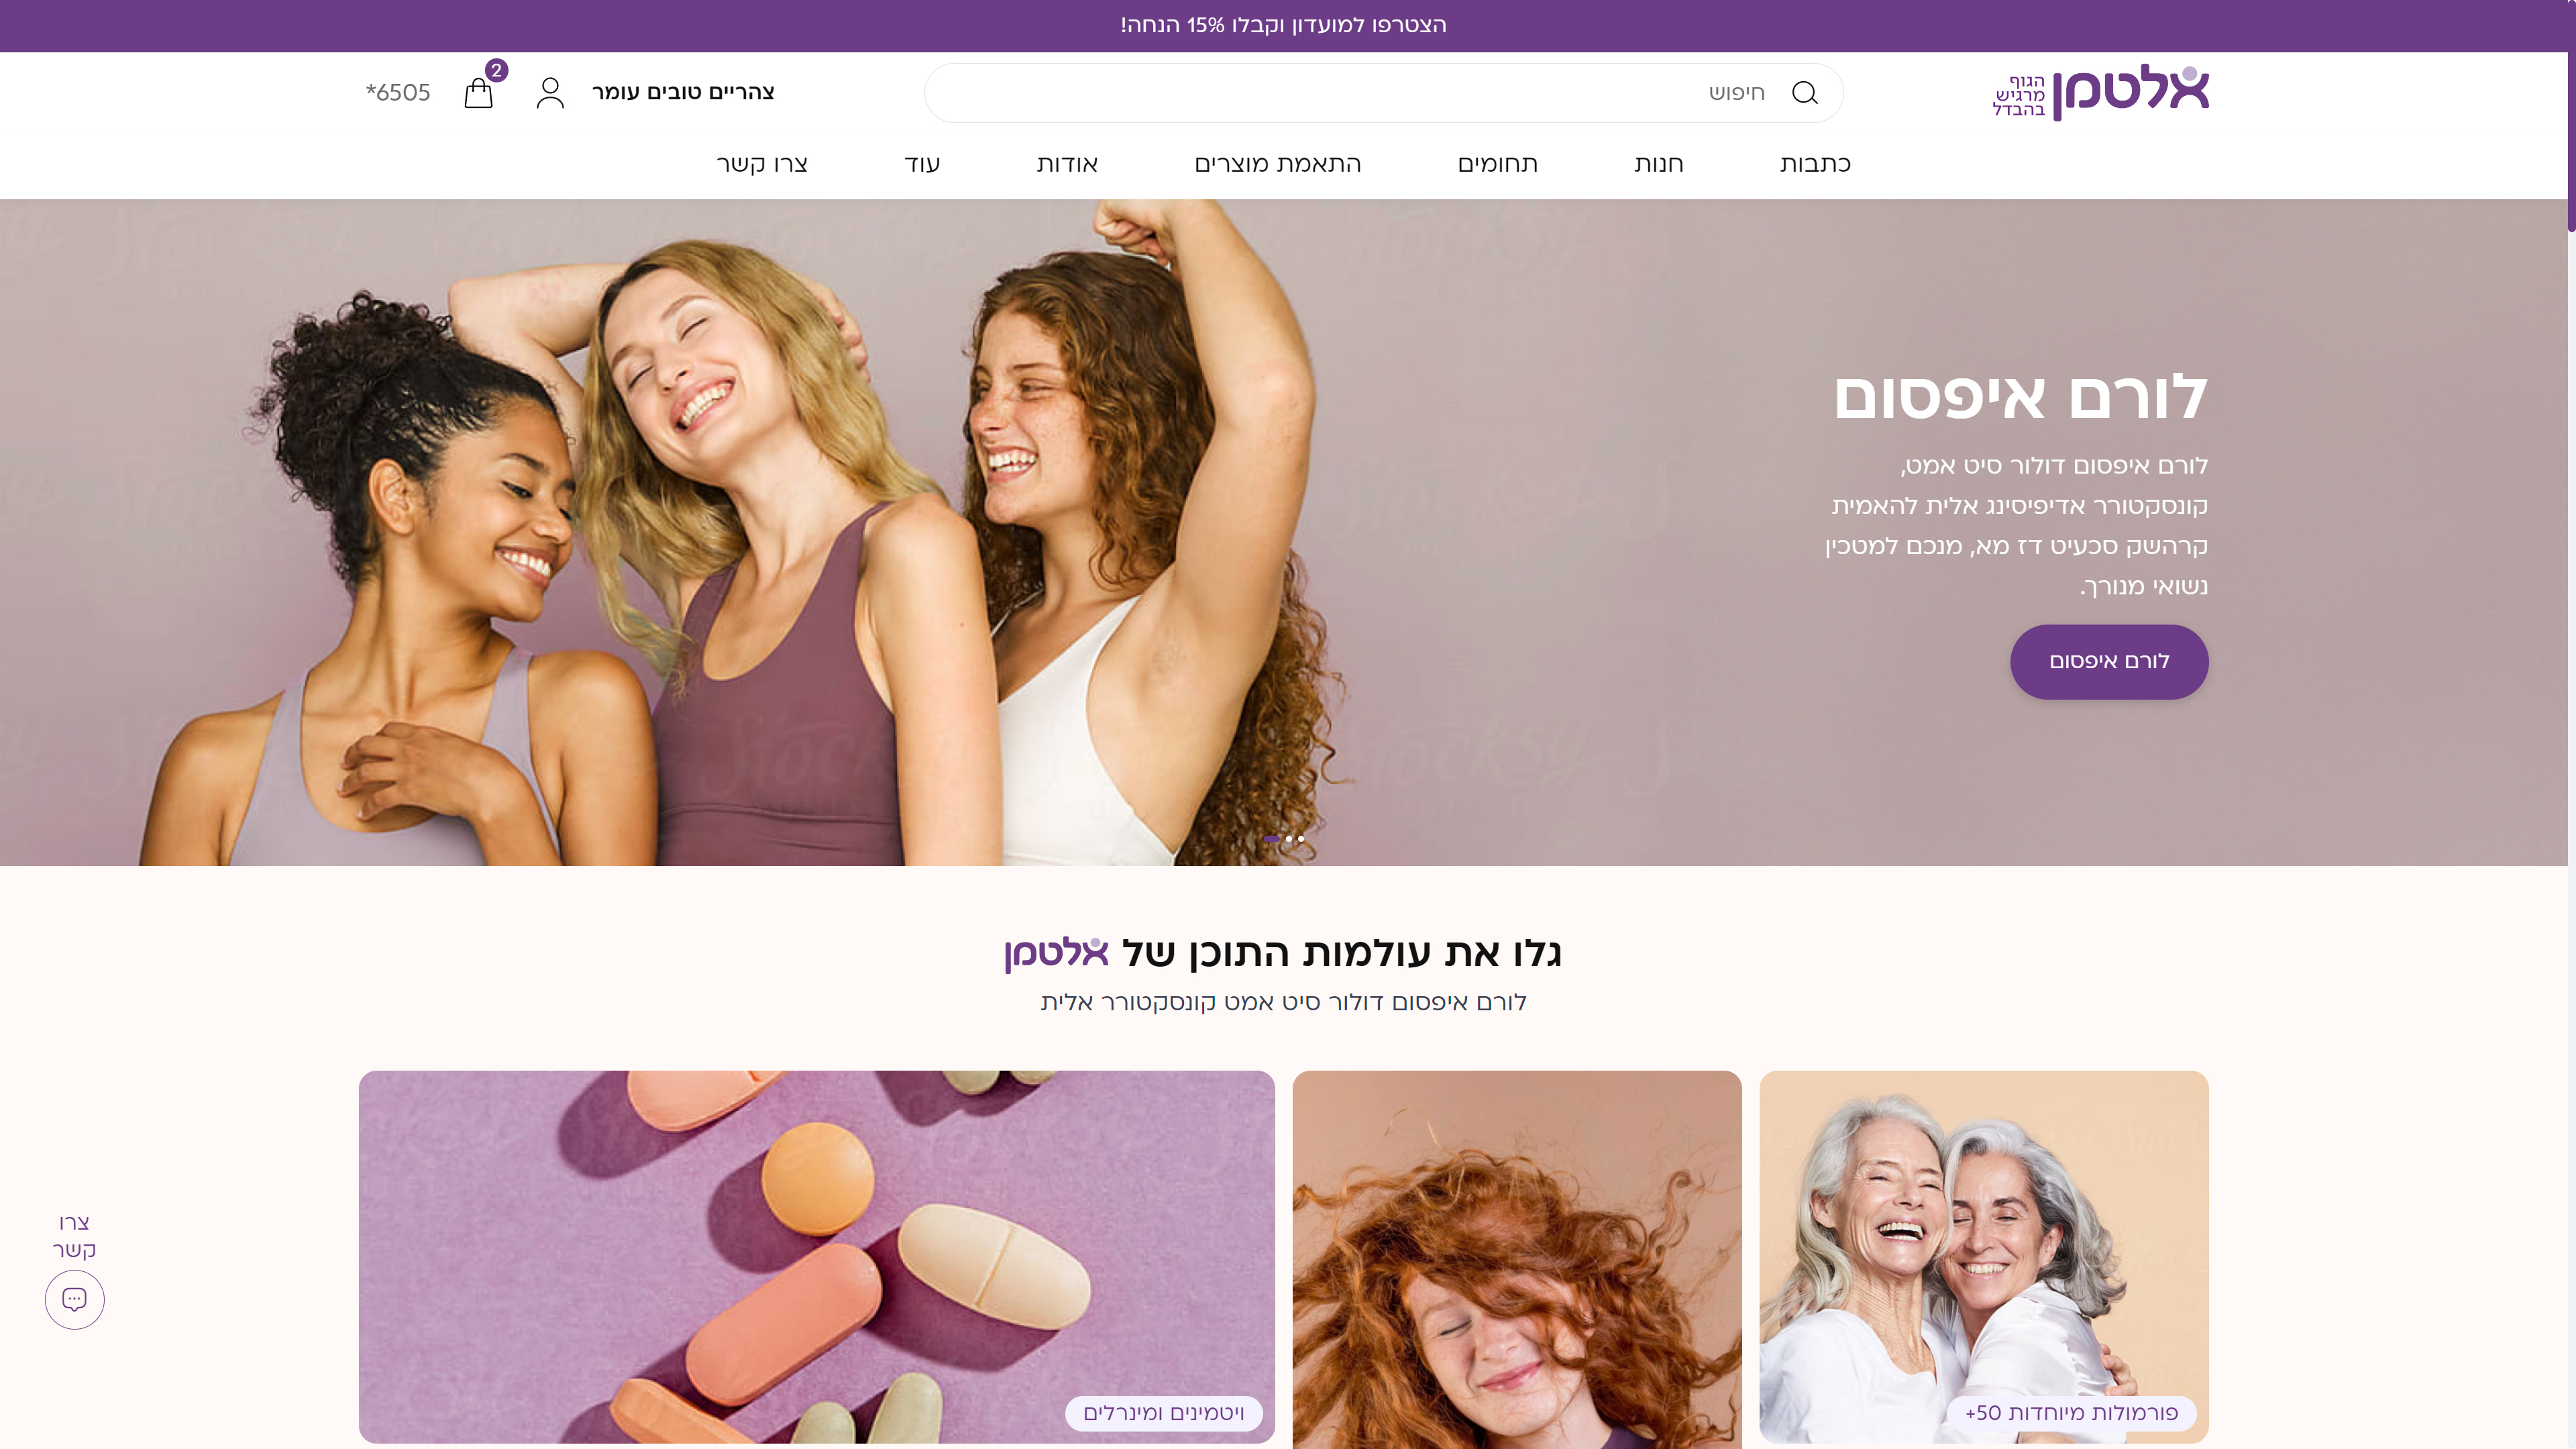 הצטרפו למועדון וקבלו 15% הנחה!
אלטמן
הגוף
מרגיש
בהבדל
חיפוש
צהריים טובים עומר
2
*6505
כתבות
חנות
תחומים
התאמת מוצרים
אודות
עוד
צרו קשר
לורם איפסום
לורם איפסום דולור סיט אמט,
קונסקטורר אדיפיסינג אלית להאמית
קרהשק סכעיט דז מא, מנכם למטכין
נשואי מנורך.
לורם איפסום
Stocksy
גלו את עולמות התוכן של אלטמן
לורם איפסום דולור סיט אמט קונסקטורר אלית
פורמולות מיוחדות 50+
ויטמינים ומינרלים
צרו
קשר